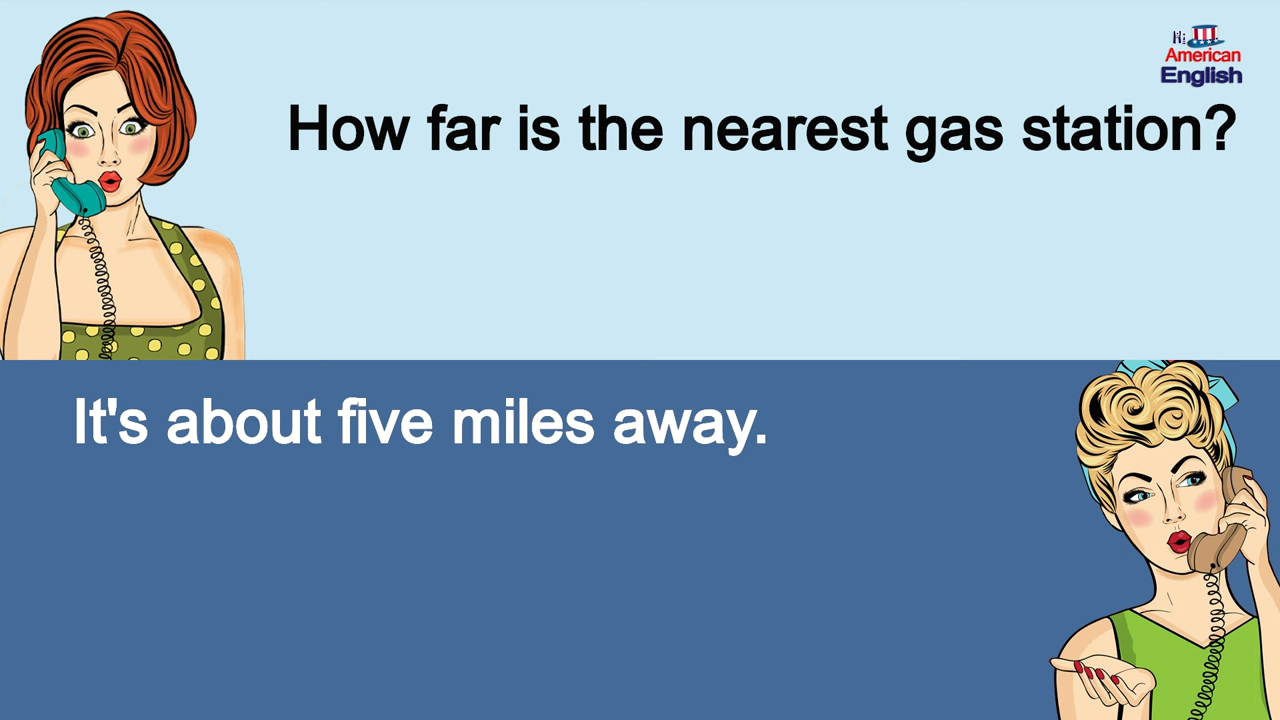 Hi
American
English
How far is the nearest gas station?
It's about five miles away.